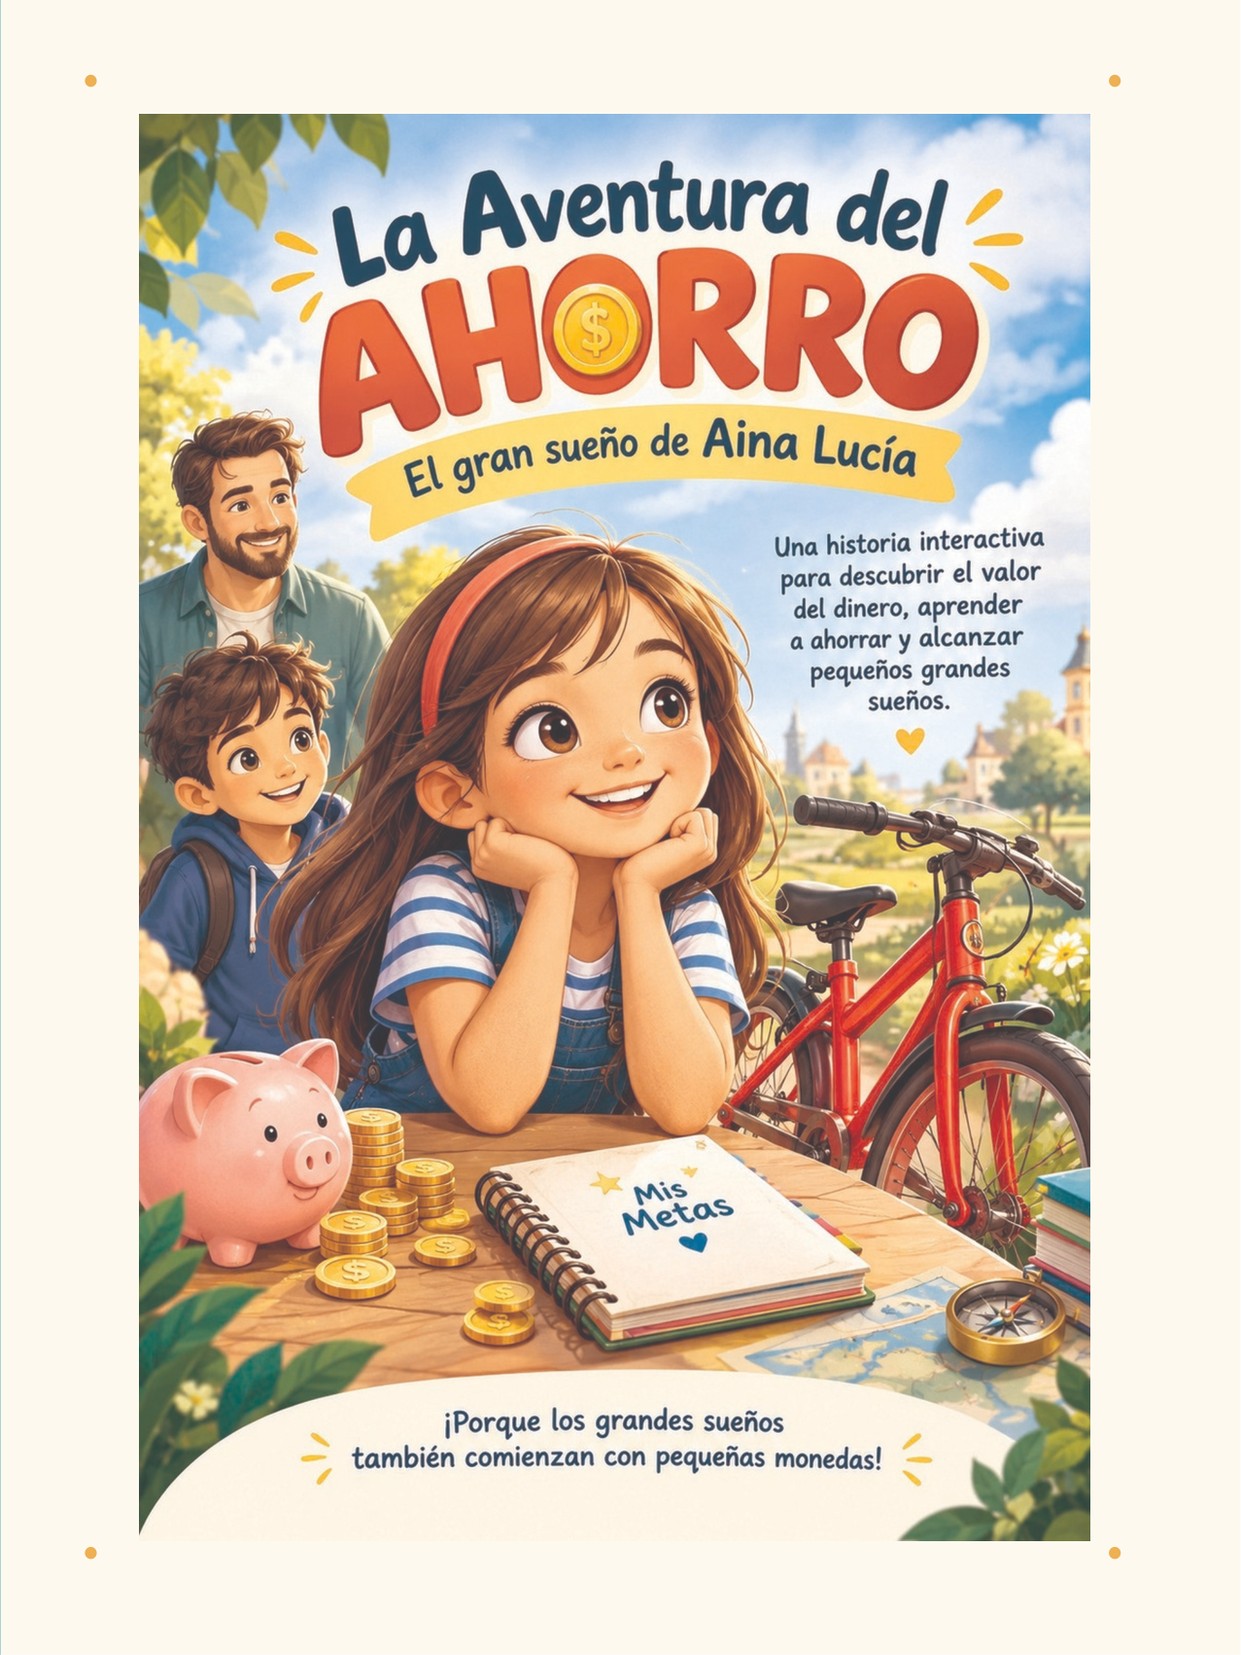 La Aventura del
AHORRO
El gran sueño de Aina Lucía
Una historia interactiva
para descubrir el valor
del dinero, aprender
a ahorrar y alcanzar
pequeños grandes
sueños.
Mis
Metas
¡Porque los grandes sueños
también comienzan con pequeñas monedas!